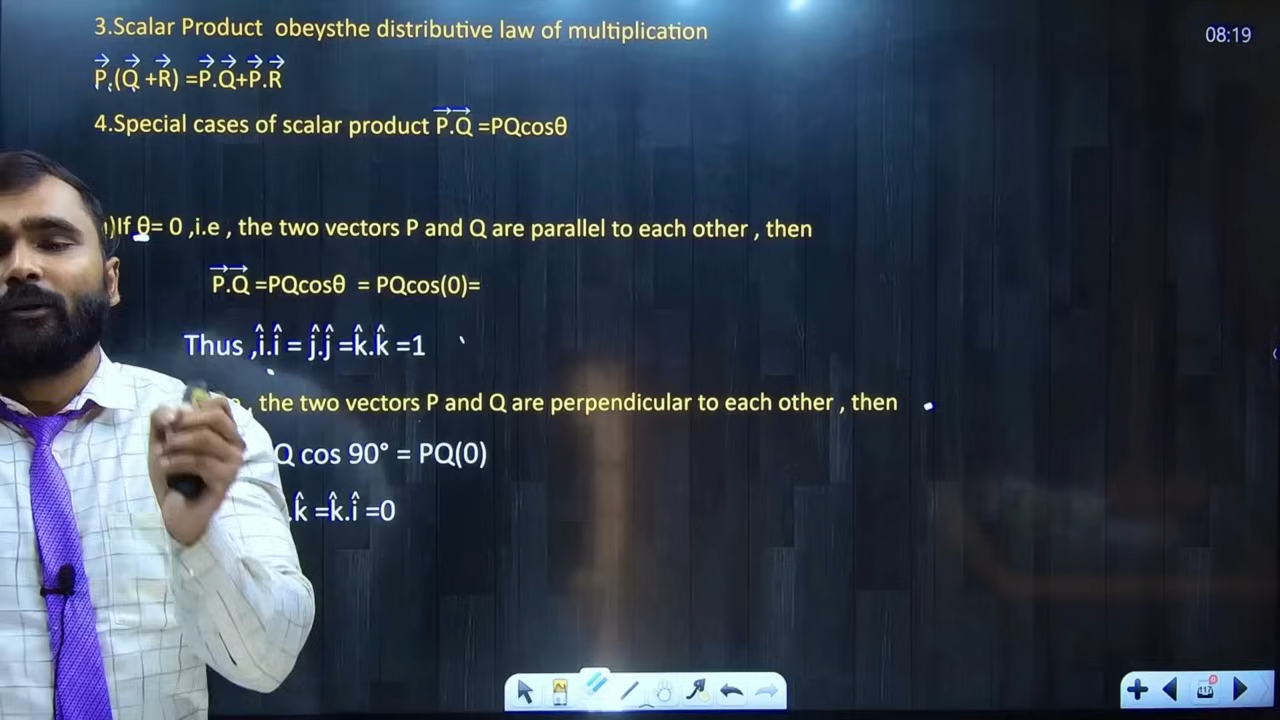 3.Scalar Product obeysthe distributive law of multiplication
08:19
P⃗.(Q⃗ +R⃗) =P⃗.Q⃗+P⃗.R⃗
4.Special cases of scalar product P⃗.Q⃗ =PQcosθ
)If θ= 0 ,i.e , the two vectors P and Q are parallel to each other , then
P⃗.Q⃗ =PQcosθ = PQcos(0)=
Thus ,î.î = ĵ.ĵ =k̂.k̂ =1
, the two vectors P and Q are perpendicular to each other , then
Q cos 90° = PQ(0)
.k̂ =k̂.î =0